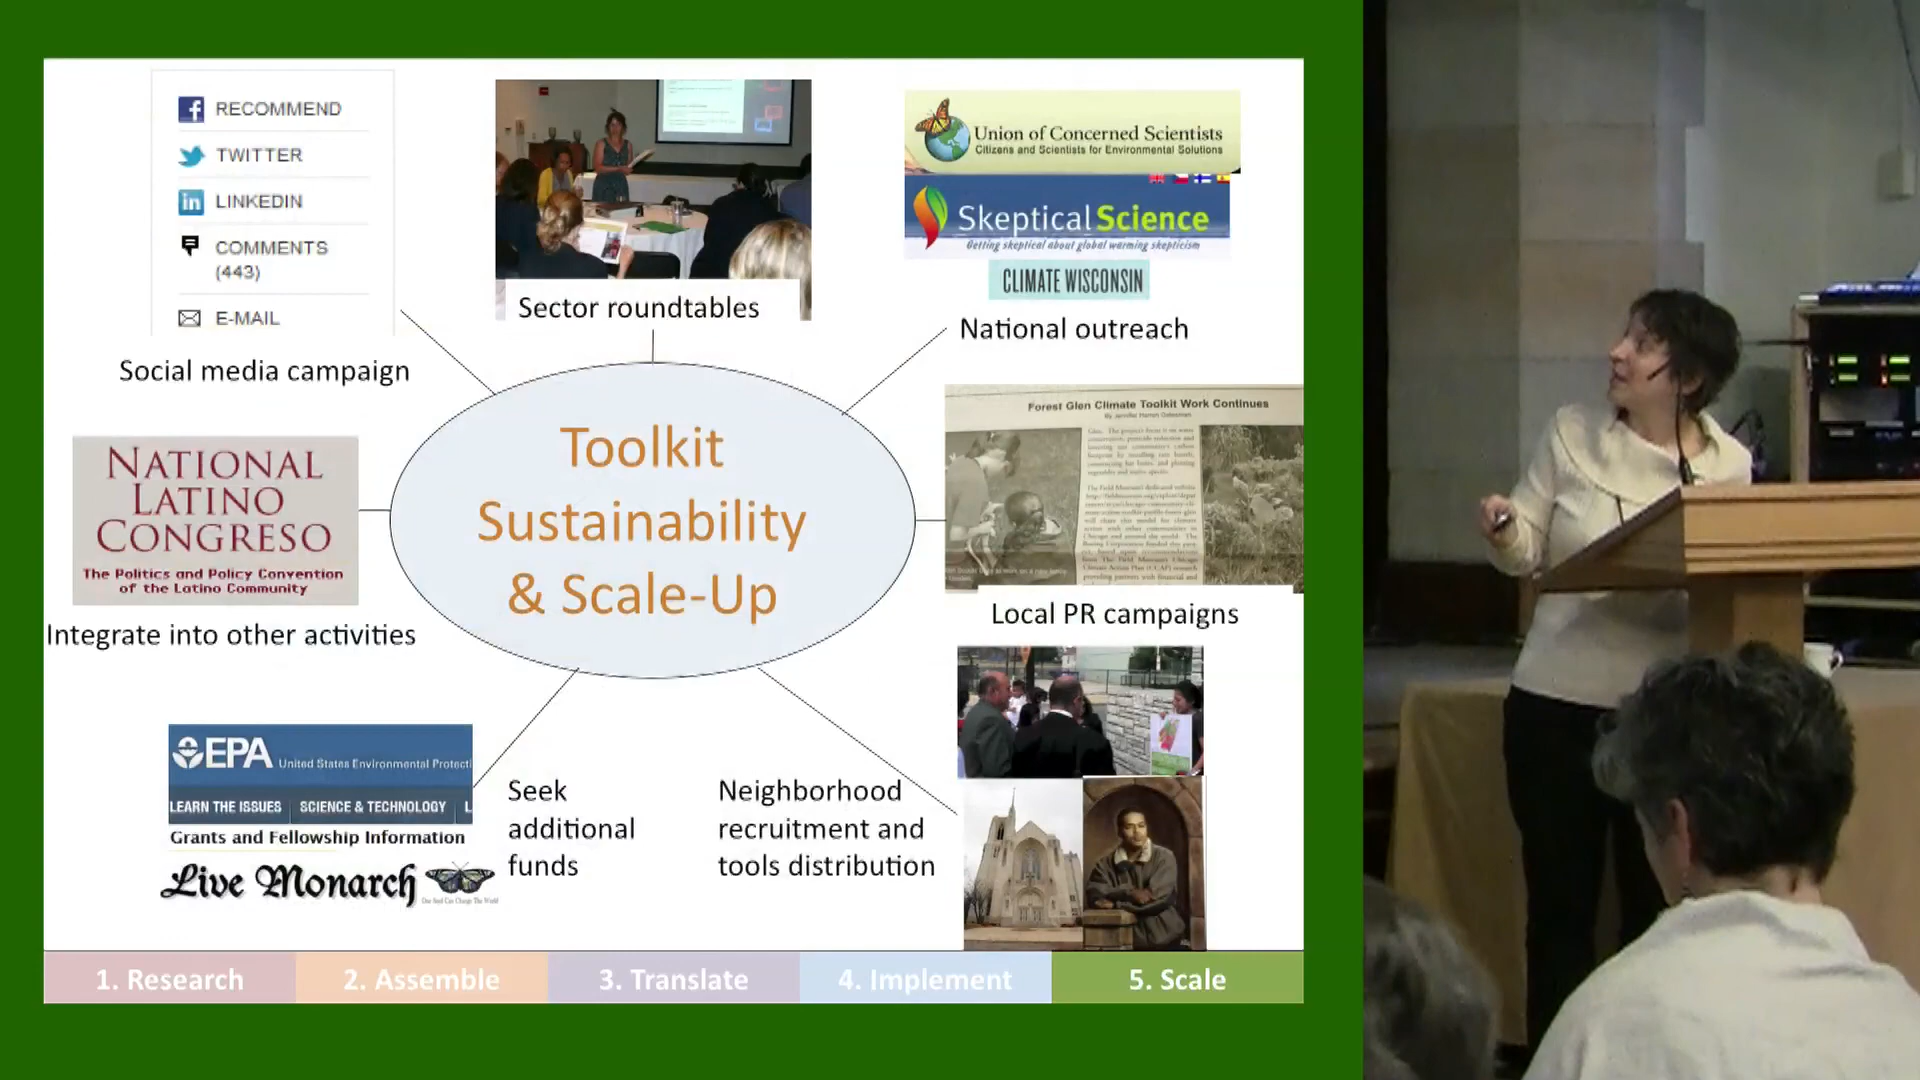 RECOMMEND
TWITTER
LINKEDIN
COMMENTS
(443)
E-MAIL
Social media campaign
Sector roundtables
Union of Concerned Scientists
Citizens and Scientists for Environmental Solutions
Skeptical Science
Getting skeptical about global warming skepticism
CLIMATE WISCONSIN
National outreach
NATIONAL
LATINO
CONGRESO
The Politics and Policy Convention
of the Latino Community
Integrate into other activities
Toolkit
Sustainability
& Scale-Up
Forest Glen Climate Toolkit Work Continues
Local PR campaigns
EPA United States Environmental Protecti
LEARN THE ISSUES SCIENCE & TECHNOLOGY L
Grants and Fellowship Information
Live Monarch
Seek
additional
funds
Neighborhood
recruitment and
tools distribution
1. Research 2. Assemble 3. Translate 4. Implement 5. Scale